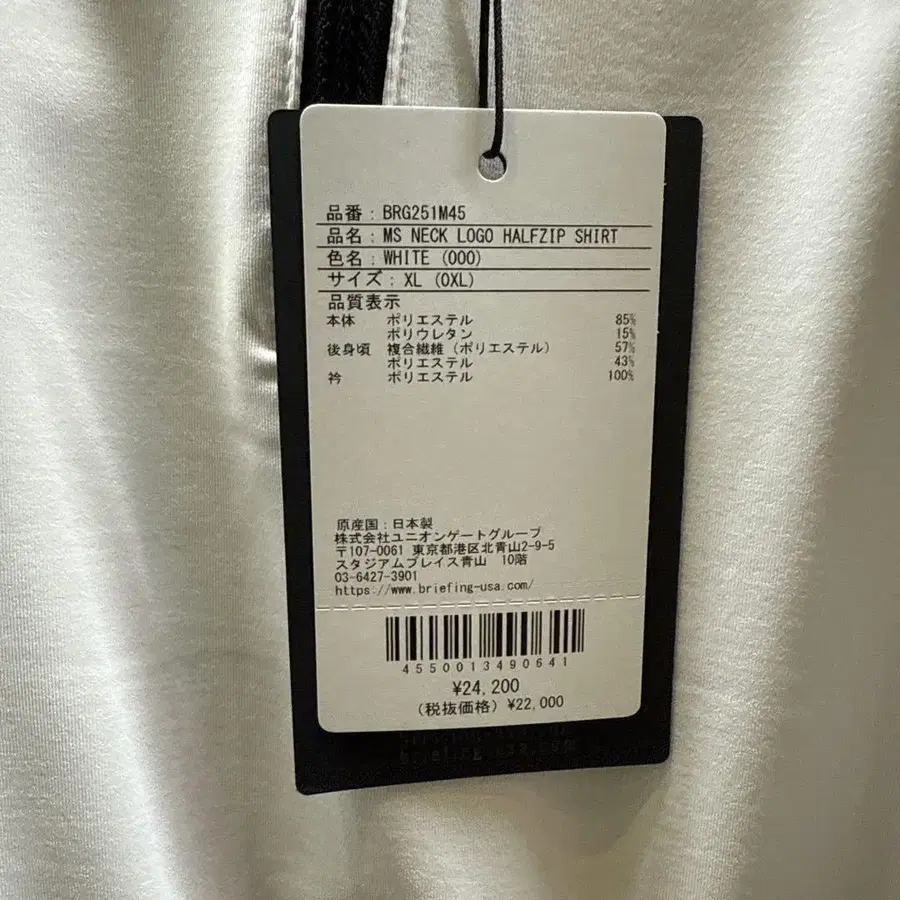 品番：BRG251M45
品名：MS NECK LOGO HALFZIP SHIRT
色名：WHITE (000)
サイズ：XL (0XL)
品質表示
本体 ポリエステル 85%
ポリウレタン 15%
後身頃 複合繊維（ポリエステル） 57%
ポリエステル 43%
衿 ポリエステル 100%
原産国：日本製
株式会社ユニオンゲートグループ
〒107-0061 東京都港区北青山2-9-5
スタジアムプレイス青山 10階
03-6427-3901
https://www.briefing-usa.com/
4550013490641
¥24,200
（税抜価格）¥22,000